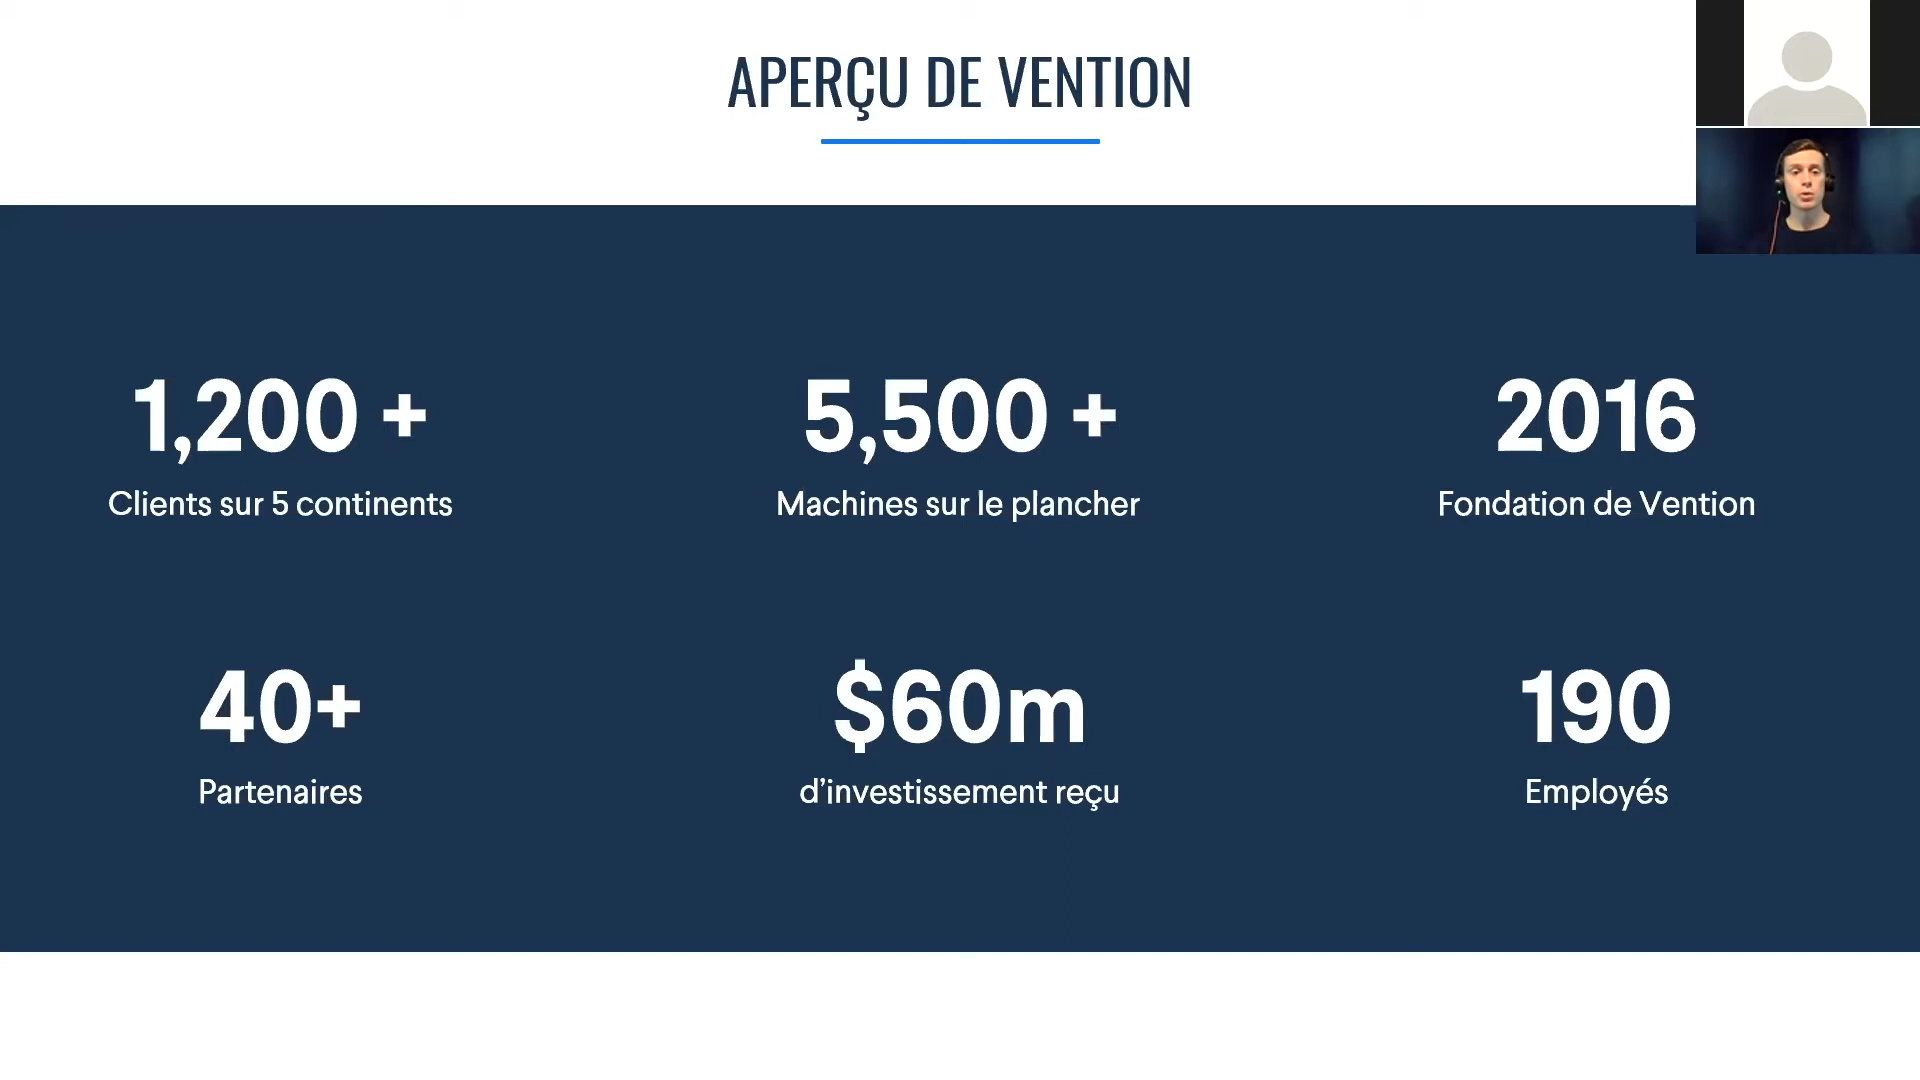 APERÇU DE VENTION
1,200 +
Clients sur 5 continents
5,500 +
Machines sur le plancher
2016
Fondation de Vention
40+
Partenaires
$60m
d’investissement reçu
190
Employés